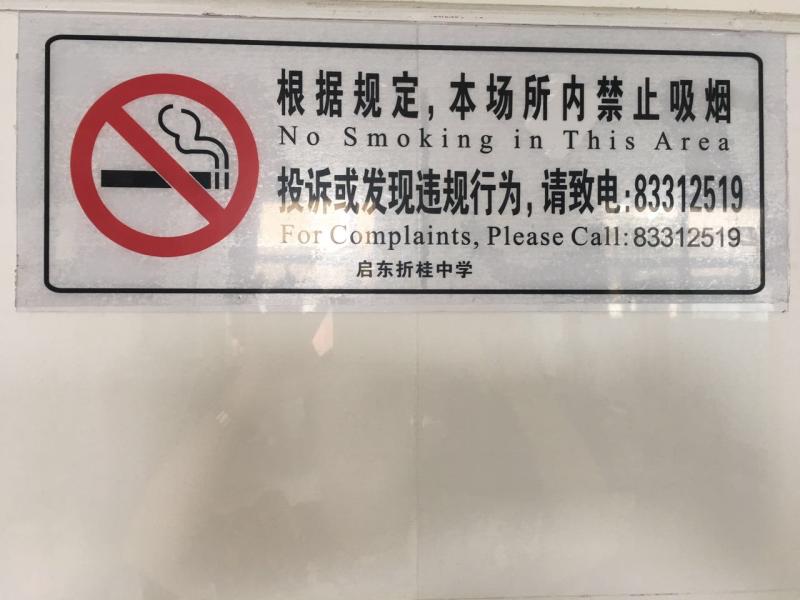 根据规定,本场所内禁止吸烟
No Smoking in This Area
投诉或发现违规行为,请致电:83312519
For Complaints, Please Call:83312519
启东折桂中学